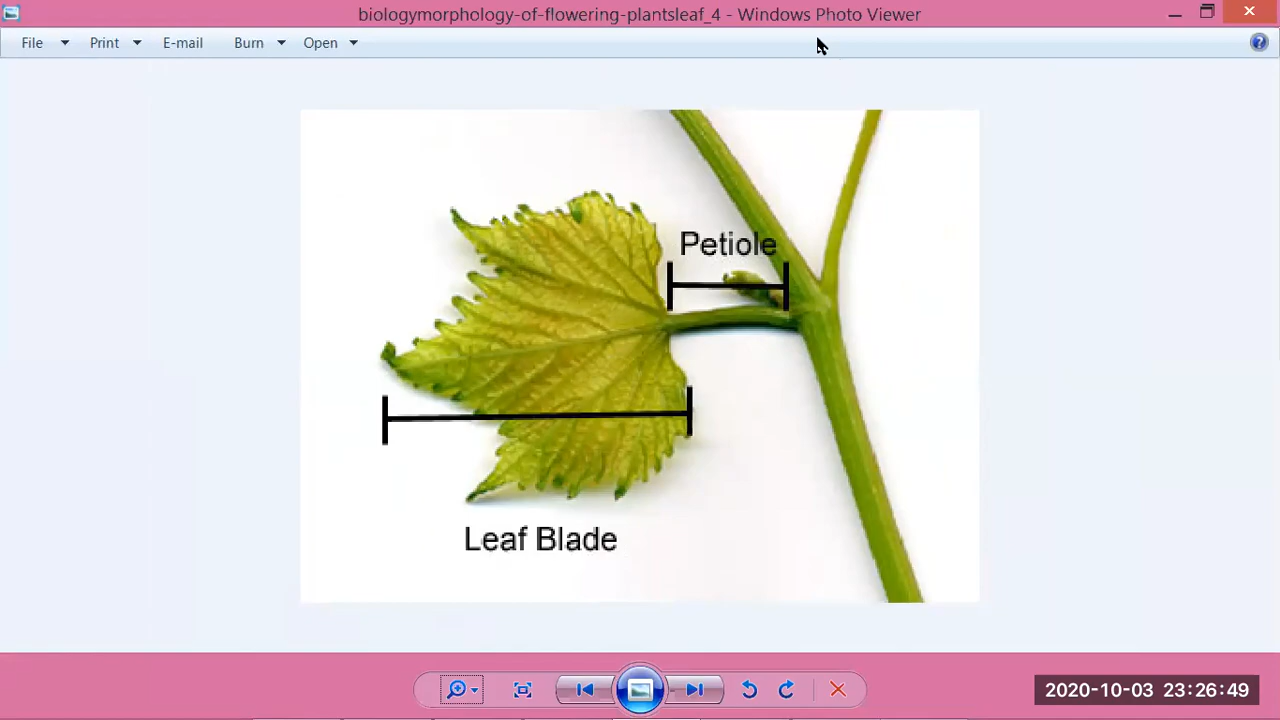 biologymorphology-of-flowering-plantsleaf_4 - Windows Photo Viewer
File Print E-mail Burn Open
Petiole
Leaf Blade
2020-10-03 23:26:49